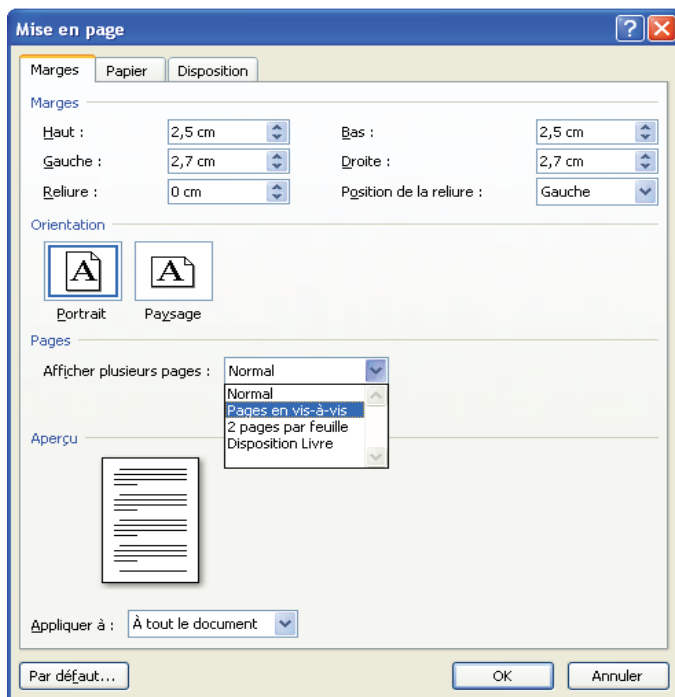 Mise en page
Marges Papier Disposition
Marges
Haut : 2,5 cm Bas : 2,5 cm
Gauche : 2,7 cm Droite : 2,7 cm
Reliure : 0 cm Position de la reliure : Gauche
Orientation
A A
Portrait Paysage
Pages
Afficher plusieurs pages : Normal
Normal
Pages en vis-à-vis
2 pages par feuille
Disposition Livre
Aperçu
Appliquer à : À tout le document
Par défaut... OK Annuler